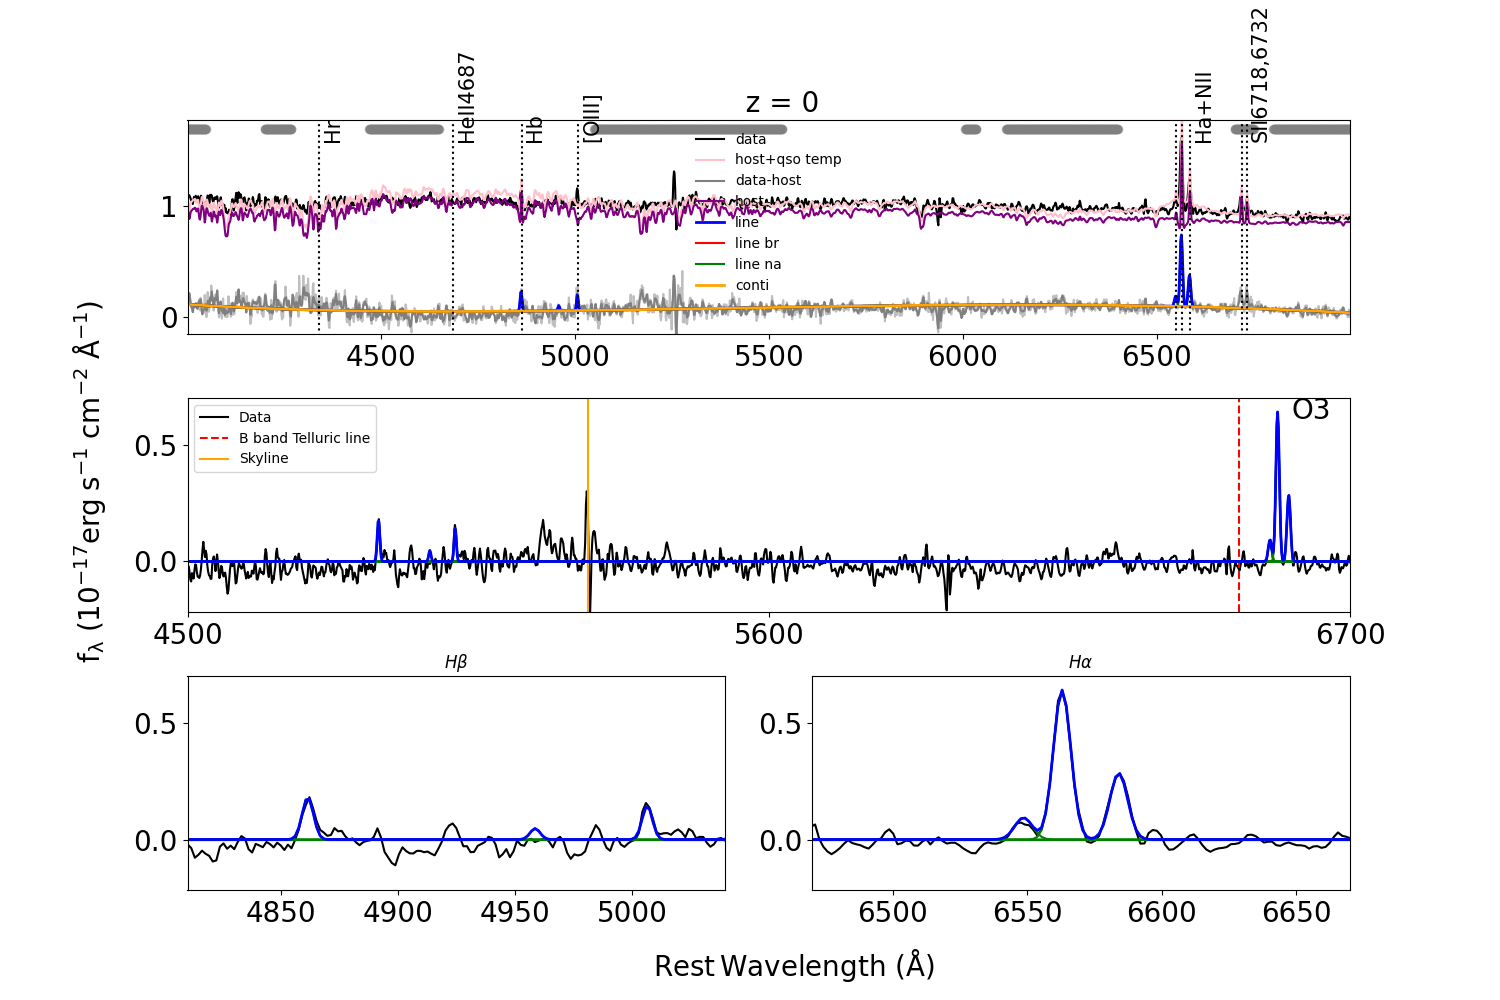 z = 0
Hr
HeII4687
Hb
[OIII]
Ha+NII
SII6718,6732
data
host+qso temp
data-host
host
line
line br
line na
conti
1
0
4500
5000
5500
6000
6500
f_λ (10^−17 erg s^−1 cm^−2 Å^−1)
Data
B band Telluric line
Skyline
O3
0.5
0.0
4500
5600
6700
Hβ
0.5
0.0
4850
4900
4950
5000
Hα
0.5
0.0
6500
6550
6600
6650
Rest Wavelength (Å)